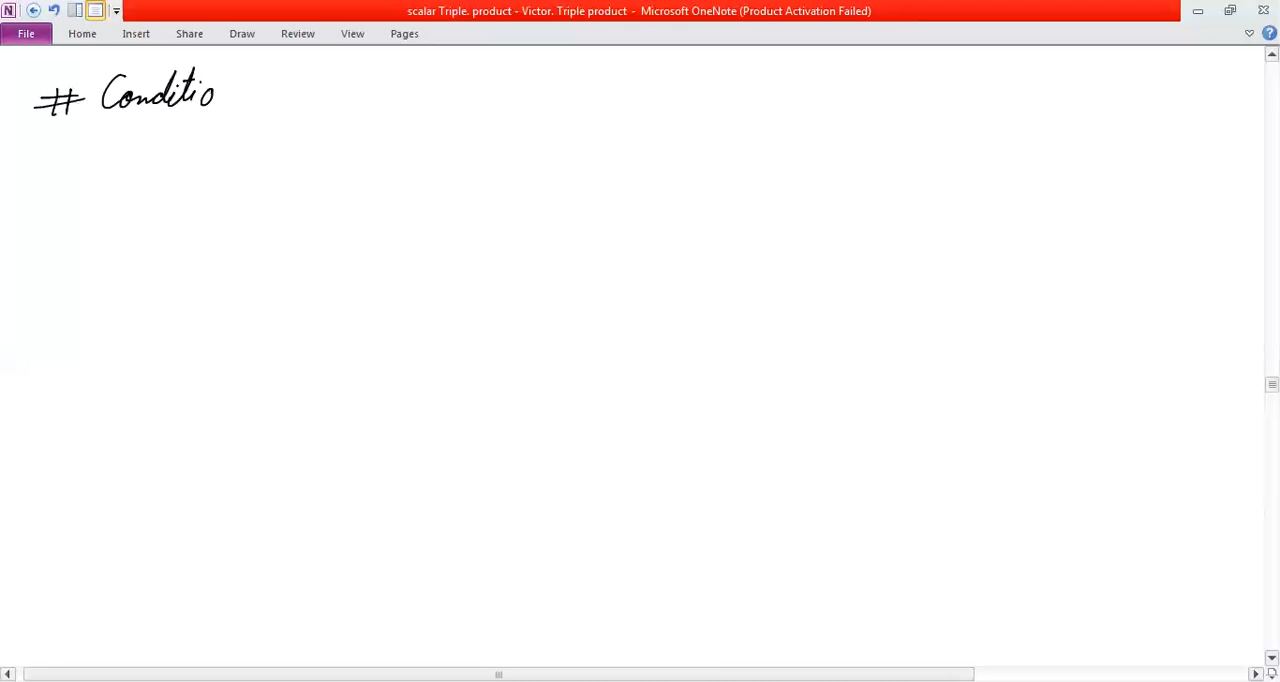 scalar Triple. product - Victor. Triple product - Microsoft OneNote (Product Activation Failed)
File Home Insert Share Draw Review View Pages
# Conditio